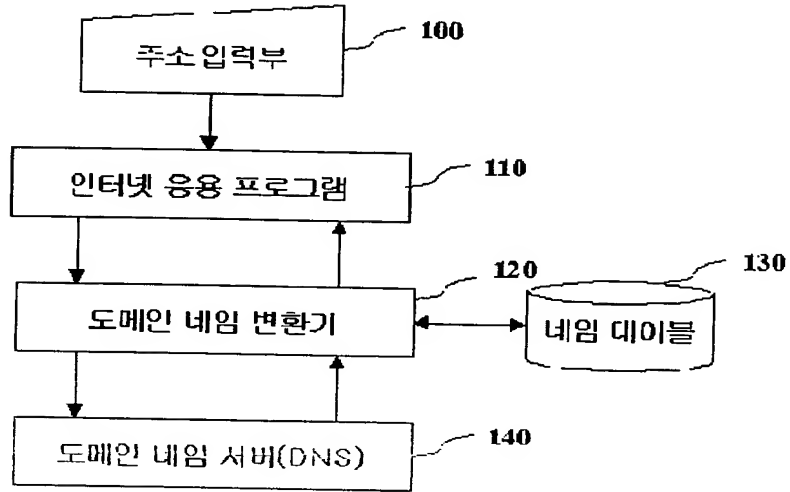 주소입력부
100
인터넷 응용 프로그램
110
도메인 네임 변환기
120
네임 대이블
130
도메인 네임 서버(DNS)
140